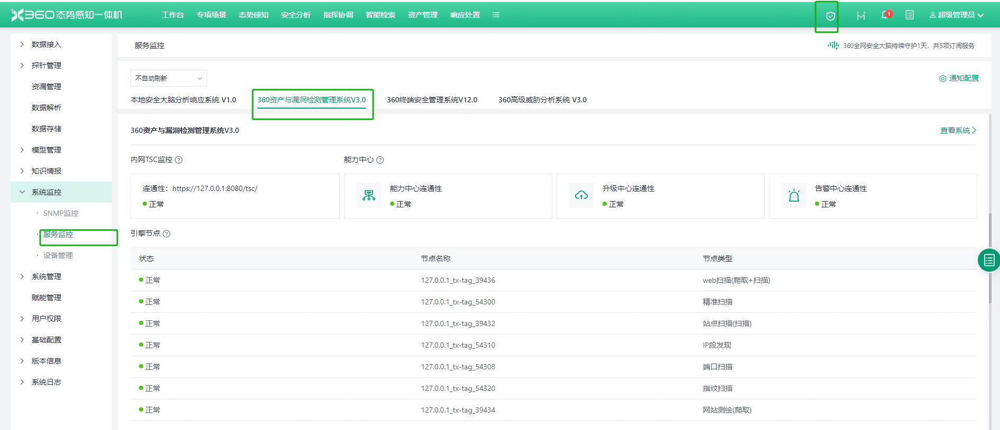 360态势感知一体机
工作台 专项场景 态势感知 安全分析 指挥协调 智能检索 资产管理 响应处置
1
超级管理员
数据接入
探针管理
资漏管理
数据解析
数据存储
模型管理
知识情报
系统监控
SNMP监控
服务监控
设备管理
系统管理
赋能管理
用户权限
基础配置
版本信息
系统日志
服务监控
360全网安全大脑持续守护1天，共5项订阅服务
不自动刷新
通知配置
本地安全大脑分析响应系统 V1.0 360资产与漏洞检测管理系统V3.0 360终端安全管理系统V12.0 360高级威胁分析系统 V3.0
360资产与漏洞检测管理系统V3.0
查看系统
内网TSC监控
能力中心
连通性：https://127.0.0.1:8080/tsc/
正常
能力中心连通性
正常
升级中心连通性
正常
告警中心连通性
正常
引擎节点
状态 节点名称 节点类型
正常 127.0.0.1_tx-tag_39436 web扫描(爬取+扫描)
正常 127.0.0.1_tx-tag_54300 精准扫描
正常 127.0.0.1_tx-tag_39432 站点扫描(扫描)
正常 127.0.0.1_tx-tag_54310 IP段发现
正常 127.0.0.1_tx-tag_54308 端口扫描
正常 127.0.0.1_tx-tag_54320 指纹扫描
正常 127.0.0.1_tx-tag_39434 网站测绘(爬取)